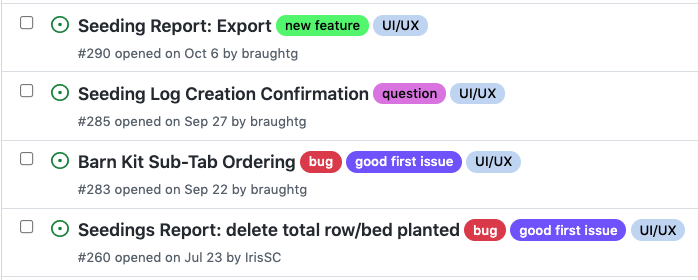 Seeding Report: Export new feature UI/UX
#290 opened on Oct 6 by braughtg
Seeding Log Creation Confirmation question UI/UX
#285 opened on Sep 27 by braughtg
Barn Kit Sub-Tab Ordering bug good first issue UI/UX
#283 opened on Sep 22 by braughtg
Seedings Report: delete total row/bed planted bug good first issue UI/UX
#260 opened on Jul 23 by IrisSC